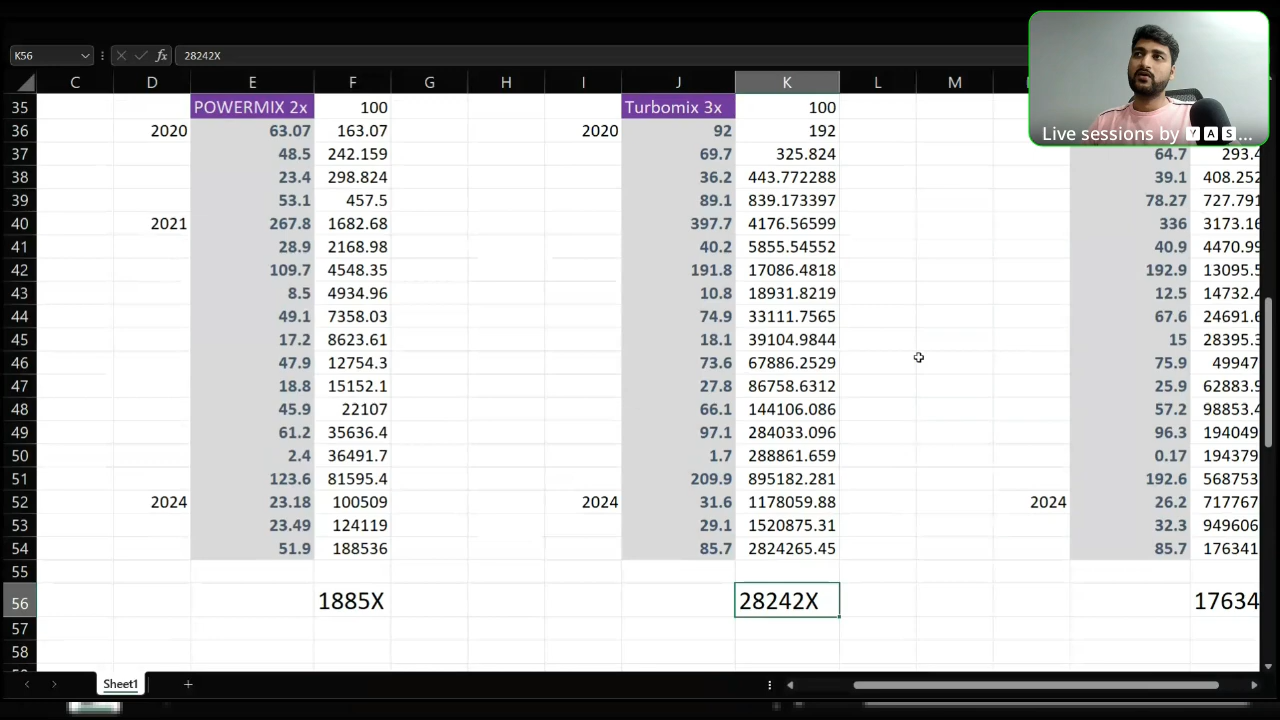 K56 fx 28242X
C D E F G H I J K L M
35 POWERMIX 2x 100 Turbomix 3x 100
Live sessions by 🆈🅰🆂...
36 2020 63.07 163.07 2020 92 192
37 48.5 242.159 69.7 325.824 64.7 293.4
38 23.4 298.824 36.2 443.772288 39.1 408.252
39 53.1 457.5 89.1 839.173397 78.27 727.791
40 2021 267.8 1682.68 397.7 4176.56599 336 3173.16
41 28.9 2168.98 40.2 5855.54552 40.9 4470.99
42 109.7 4548.35 191.8 17086.4818 192.9 13095.5
43 8.5 4934.96 10.8 18931.8219 12.5 14732.4
44 49.1 7358.03 74.9 33111.7565 67.6 24691.6
45 17.2 8623.61 18.1 39104.9844 15 28395.3
46 47.9 12754.3 73.6 67886.2529 75.9 49947
47 18.8 15152.1 27.8 86758.6312 25.9 62883.9
48 45.9 22107 66.1 144106.086 57.2 98853.4
49 61.2 35636.4 97.1 284033.096 96.3 194049
50 2.4 36491.7 1.7 288861.659 0.17 194379
51 123.6 81595.4 209.9 895182.281 192.6 568753
52 2024 23.18 100509 2024 31.6 1178059.88 2024 26.2 717767
53 23.49 124119 29.1 1520875.31 32.3 949606
54 51.9 188536 85.7 2824265.45 85.7 176341
55
56 1885X 28242X 17634
57
58
Sheet1